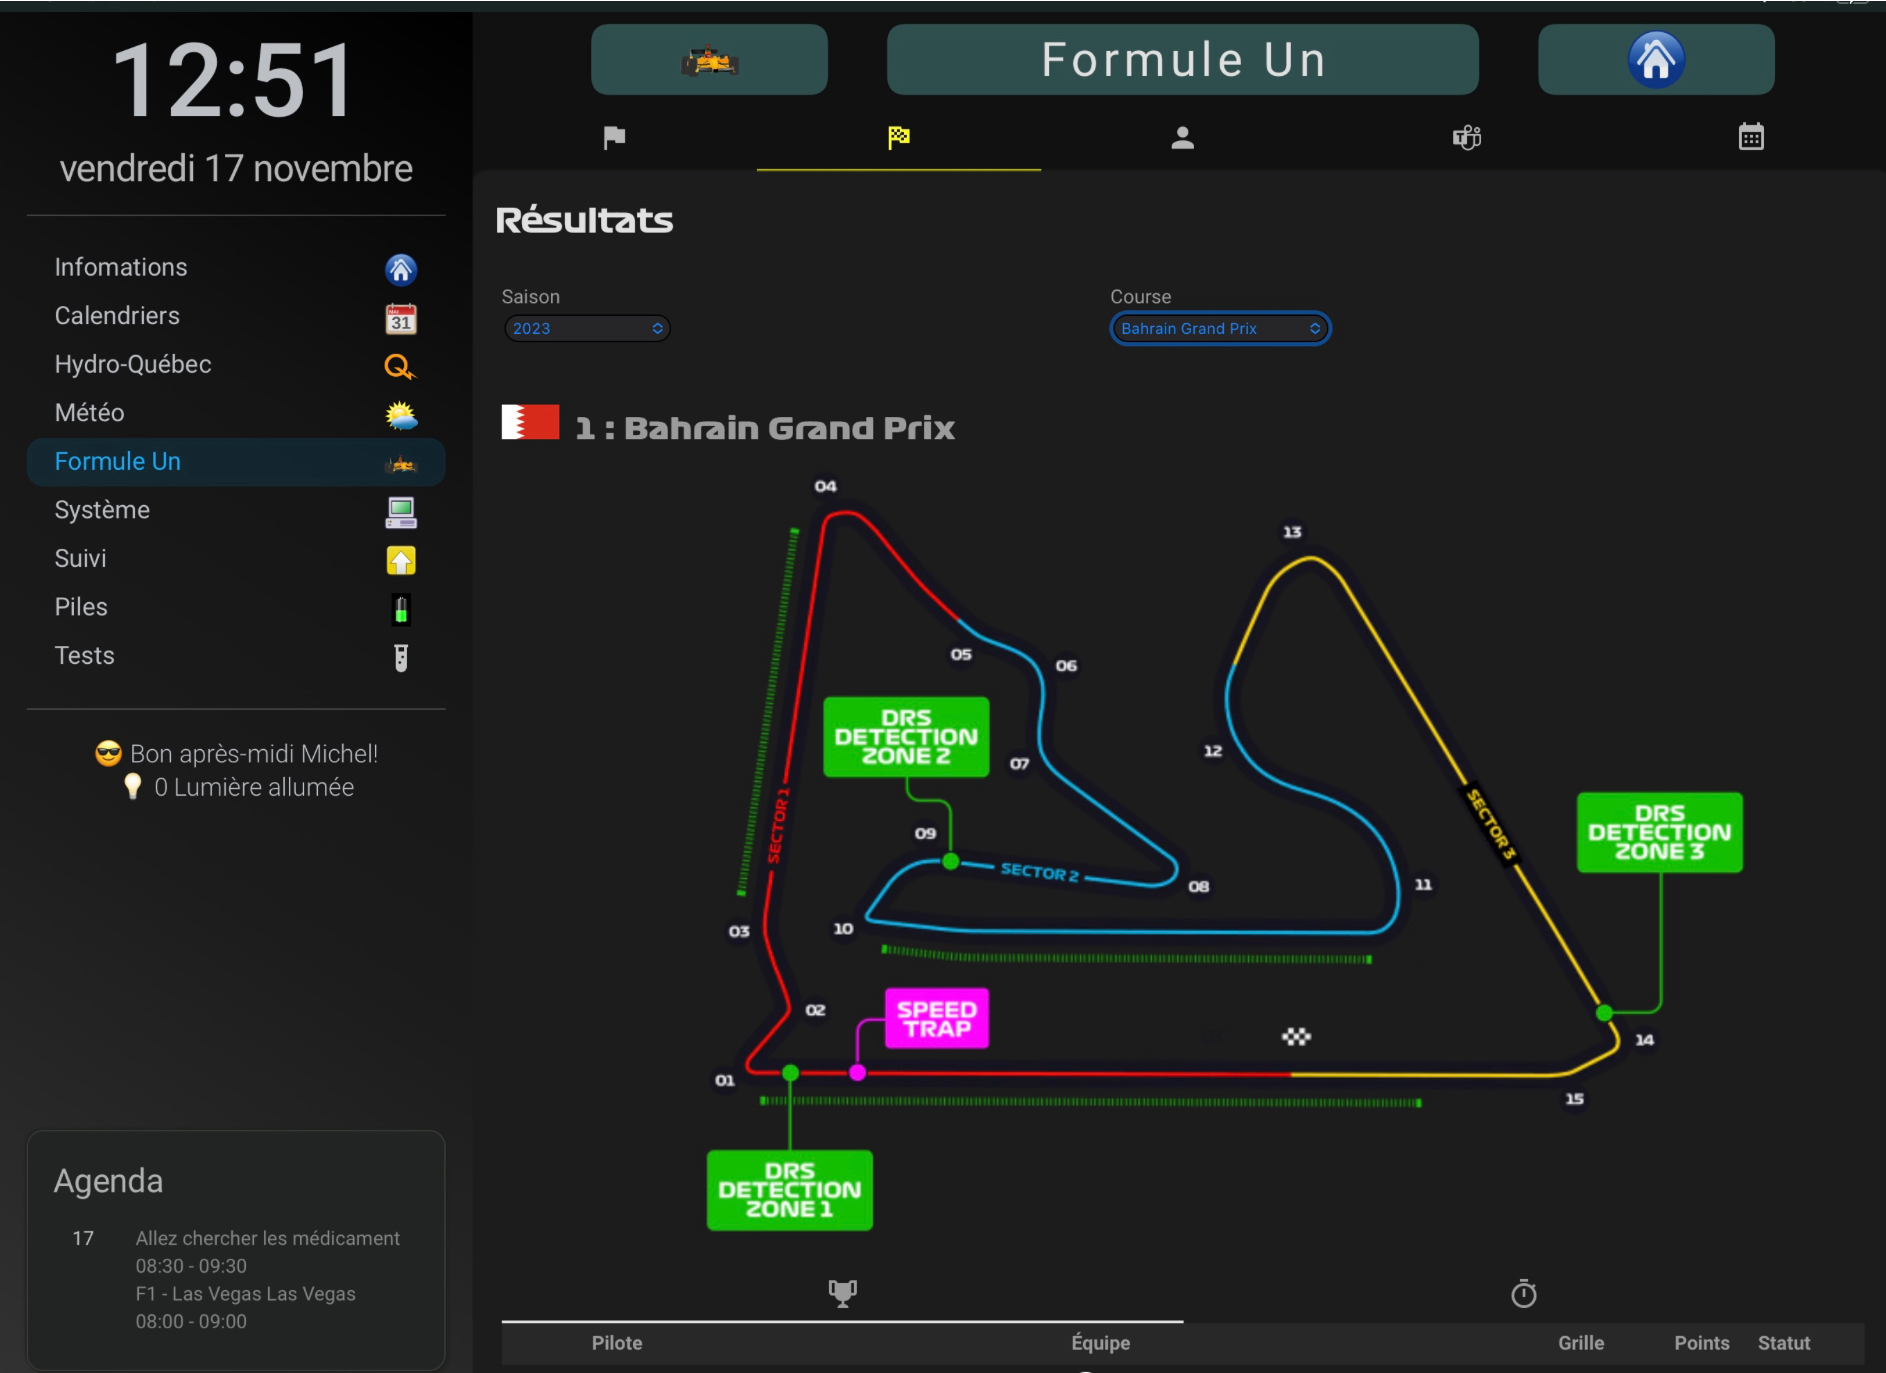 12:51
vendredi 17 novembre
Infomations
Calendriers
31
Hydro-Québec
Météo
Formule Un
Système
Suivi
Piles
Tests
😎 Bon après-midi Michel!
💡 0 Lumière allumée
Agenda
17
Allez chercher les médicament
08:30 - 09:30
F1 - Las Vegas Las Vegas
08:00 - 09:00
Formule Un
Résultats
Saison
2023
Course
Bahrain Grand Prix
1 : Bahrain Grand Prix
04
13
05
06
DRS
DETECTION
ZONE 2
07
12
SECTOR 1
SECTOR 3
DRS
DETECTION
ZONE 3
09
SECTOR 2
08
11
03
10
02
SPEED
TRAP
14
01
15
DRS
DETECTION
ZONE 1
Pilote
Équipe
Grille
Points
Statut